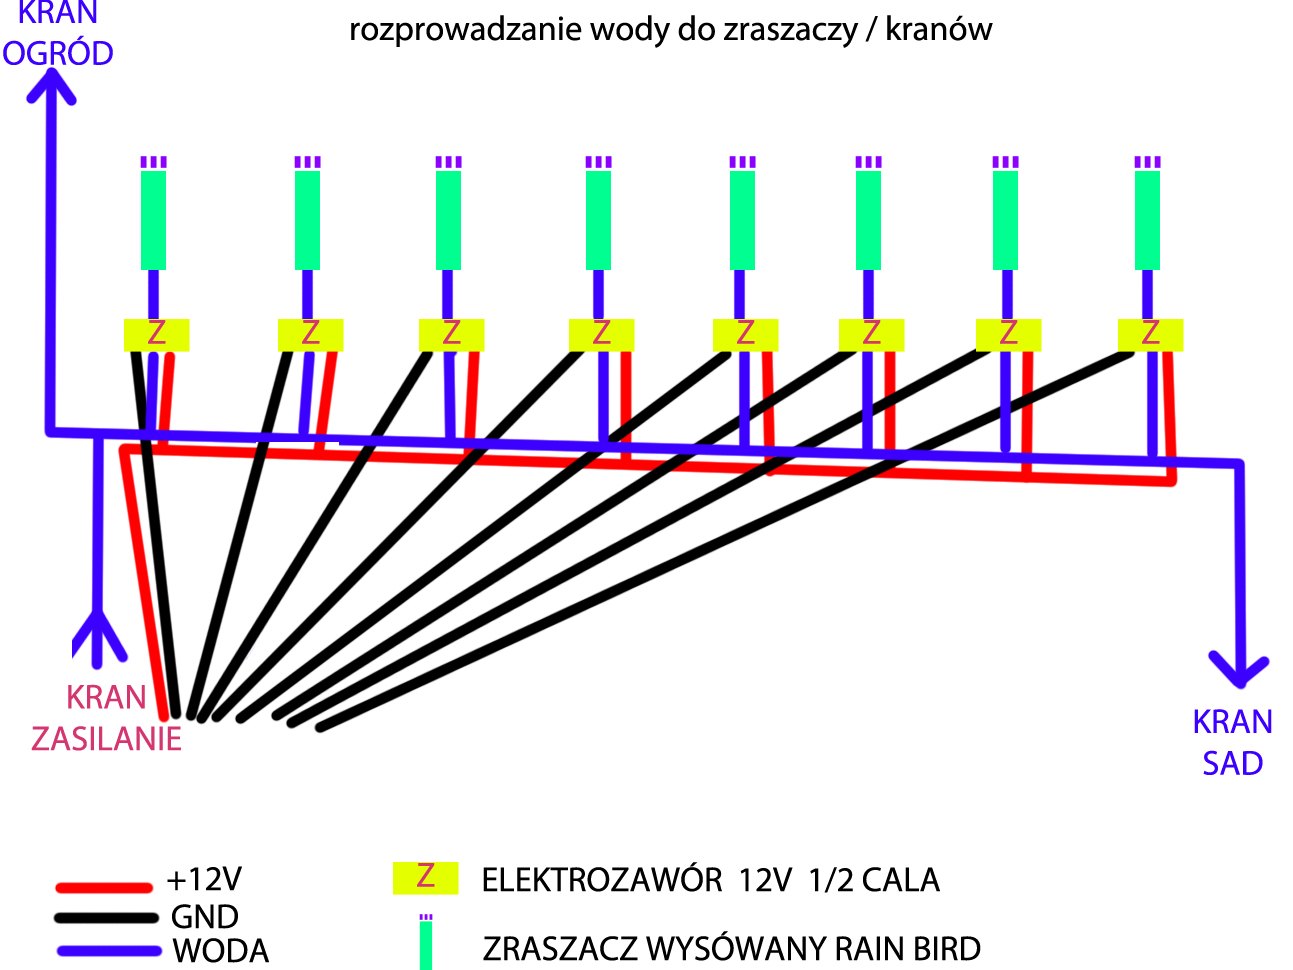 KRAN
OGRÓD
rozprowadzanie wody do zraszaczy / kranów
Z Z Z Z Z Z Z Z
KRAN
ZASILANIE
KRAN
SAD
+12V
GND
WODA
Z ELEKTROZAWÓR 12V 1/2 CALA
ZRASZACZ WYSÓWANY RAIN BIRD